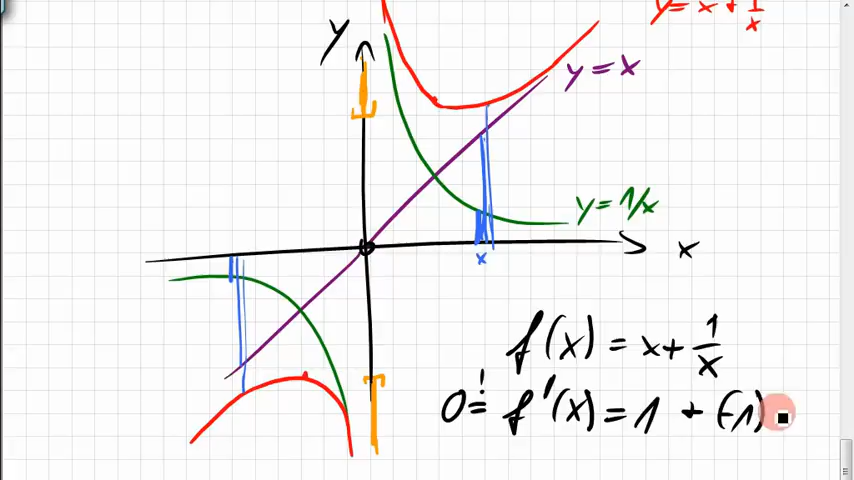 y = x + 1/x
y
y = x
y = 1/x
x
x
f(x) = x + 1/x
0 =! f'(x) = 1 + (-1)